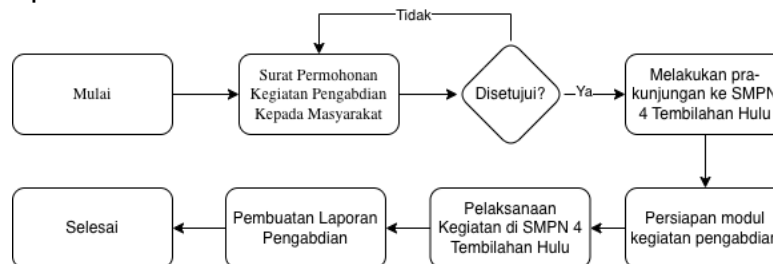 Tidak
Mulai
Surat Permohonan
Kegiatan Pengabdian
Kepada Masyarakat
Disetujui?
Ya
Melakukan pra-
kunjungan ke SMPN
4 Tembilahan Hulu
Persiapan modul
kegiatan pengabdian
Pelaksanaan
Kegiatan di SMPN 4
Tembilahan Hulu
Pembuatan Laporan
Pengabdian
Selesai